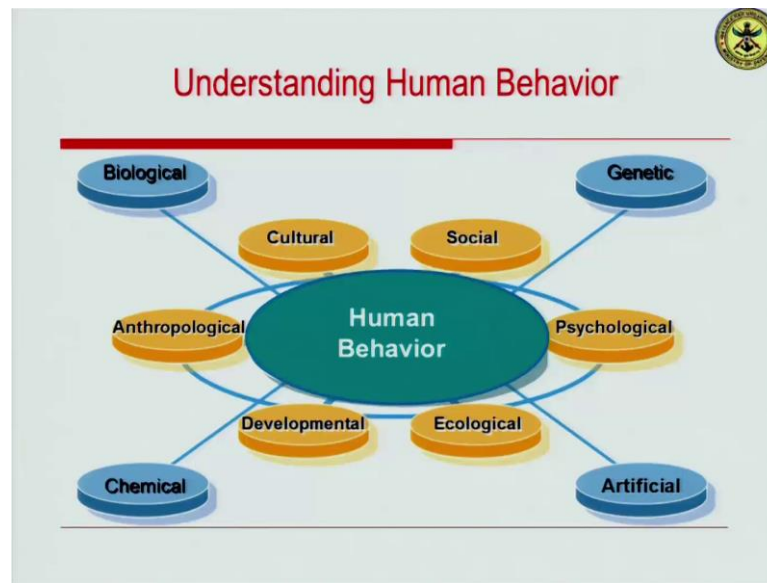 Understanding Human Behavior
Biological
Genetic
Cultural
Social
Anthropological
Human
Behavior
Psychological
Developmental
Ecological
Chemical
Artificial